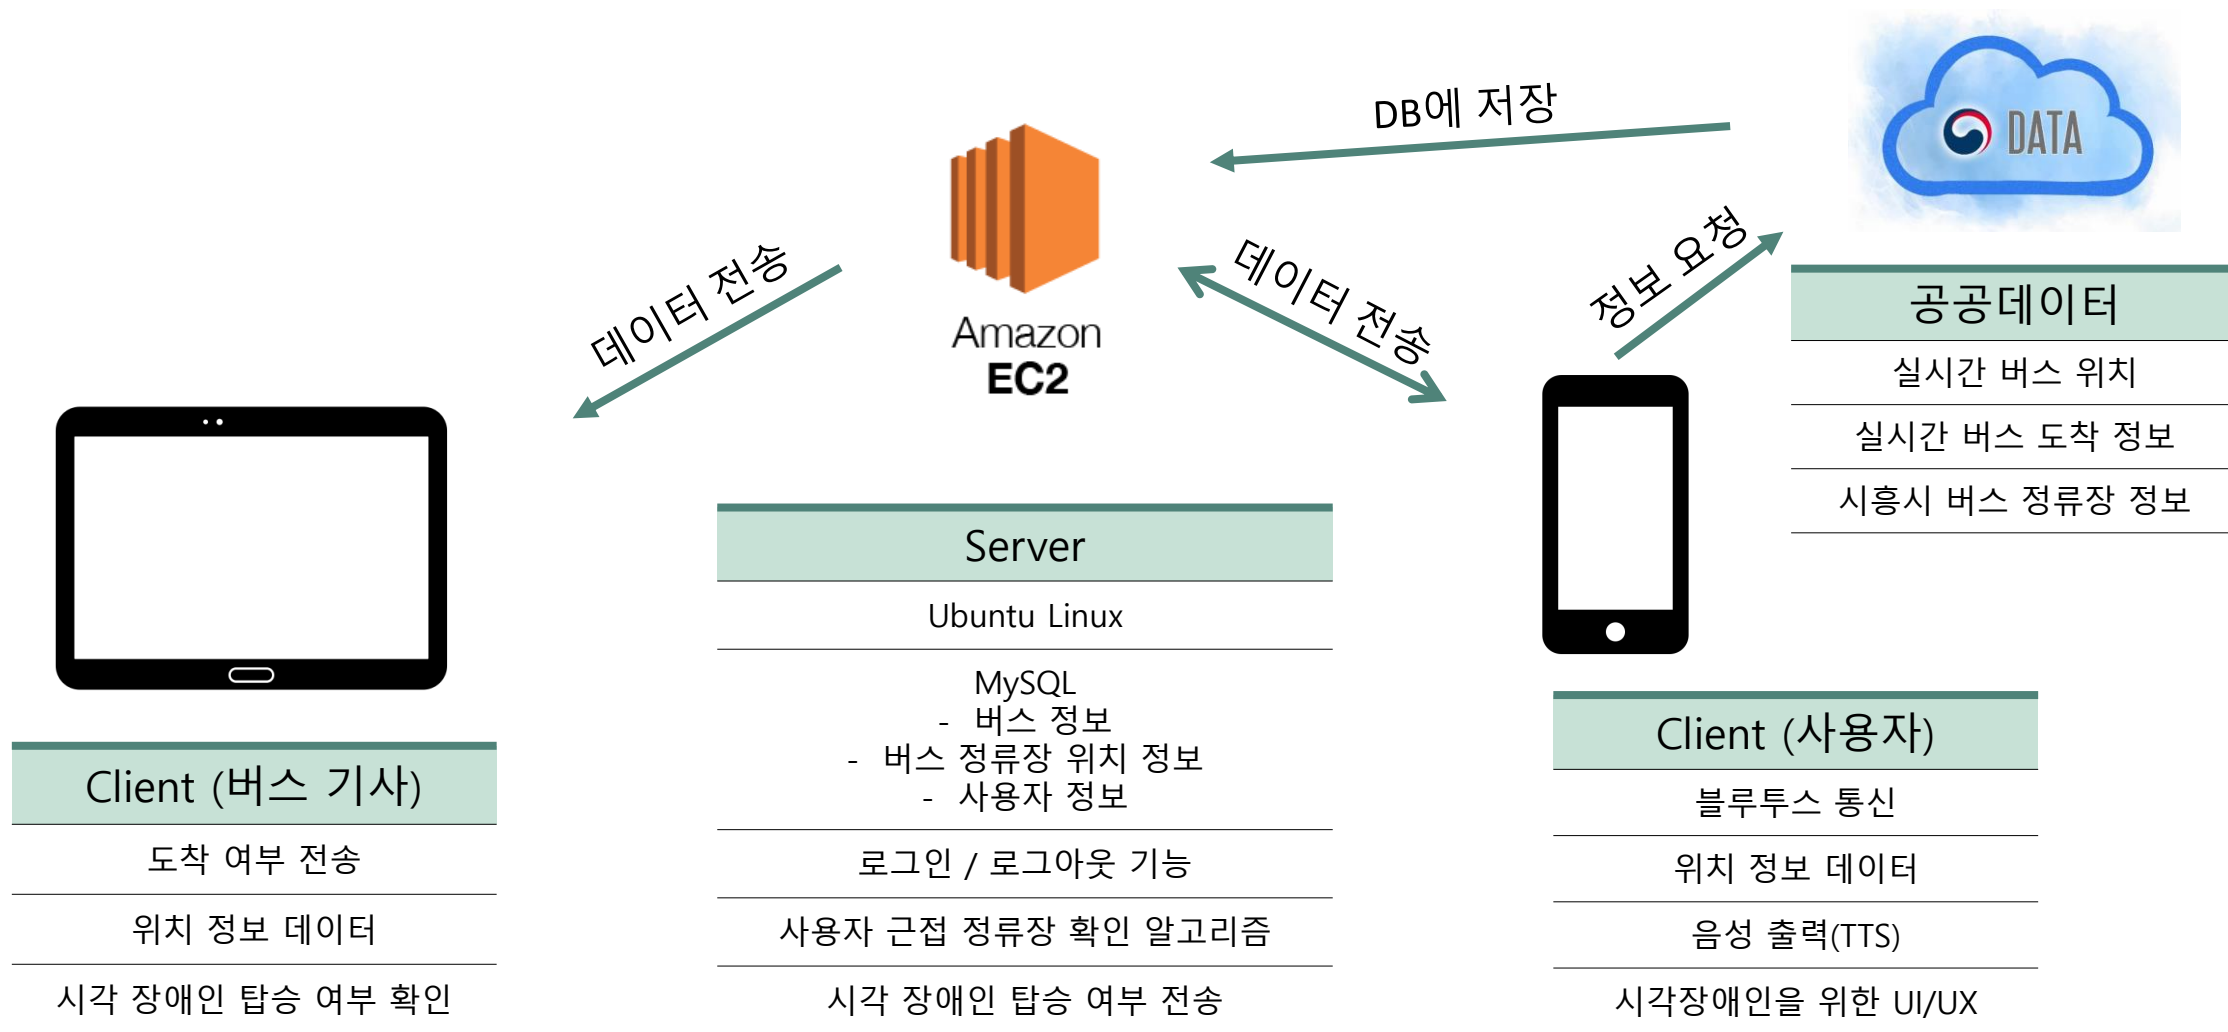 DB에 저장
DATA
데이터 전송
데이터 전송
정보 요청
Amazon
EC2
공공데이터
실시간 버스 위치
실시간 버스 도착 정보
시흥시 버스 정류장 정보
Server
Ubuntu Linux
MySQL
- 버스 정보
- 버스 정류장 위치 정보
- 사용자 정보
로그인 / 로그아웃 기능
사용자 근접 정류장 확인 알고리즘
시각 장애인 탑승 여부 전송
Client (버스 기사)
도착 여부 전송
위치 정보 데이터
시각 장애인 탑승 여부 확인
Client (사용자)
블루투스 통신
위치 정보 데이터
음성 출력(TTS)
시각장애인을 위한 UI/UX